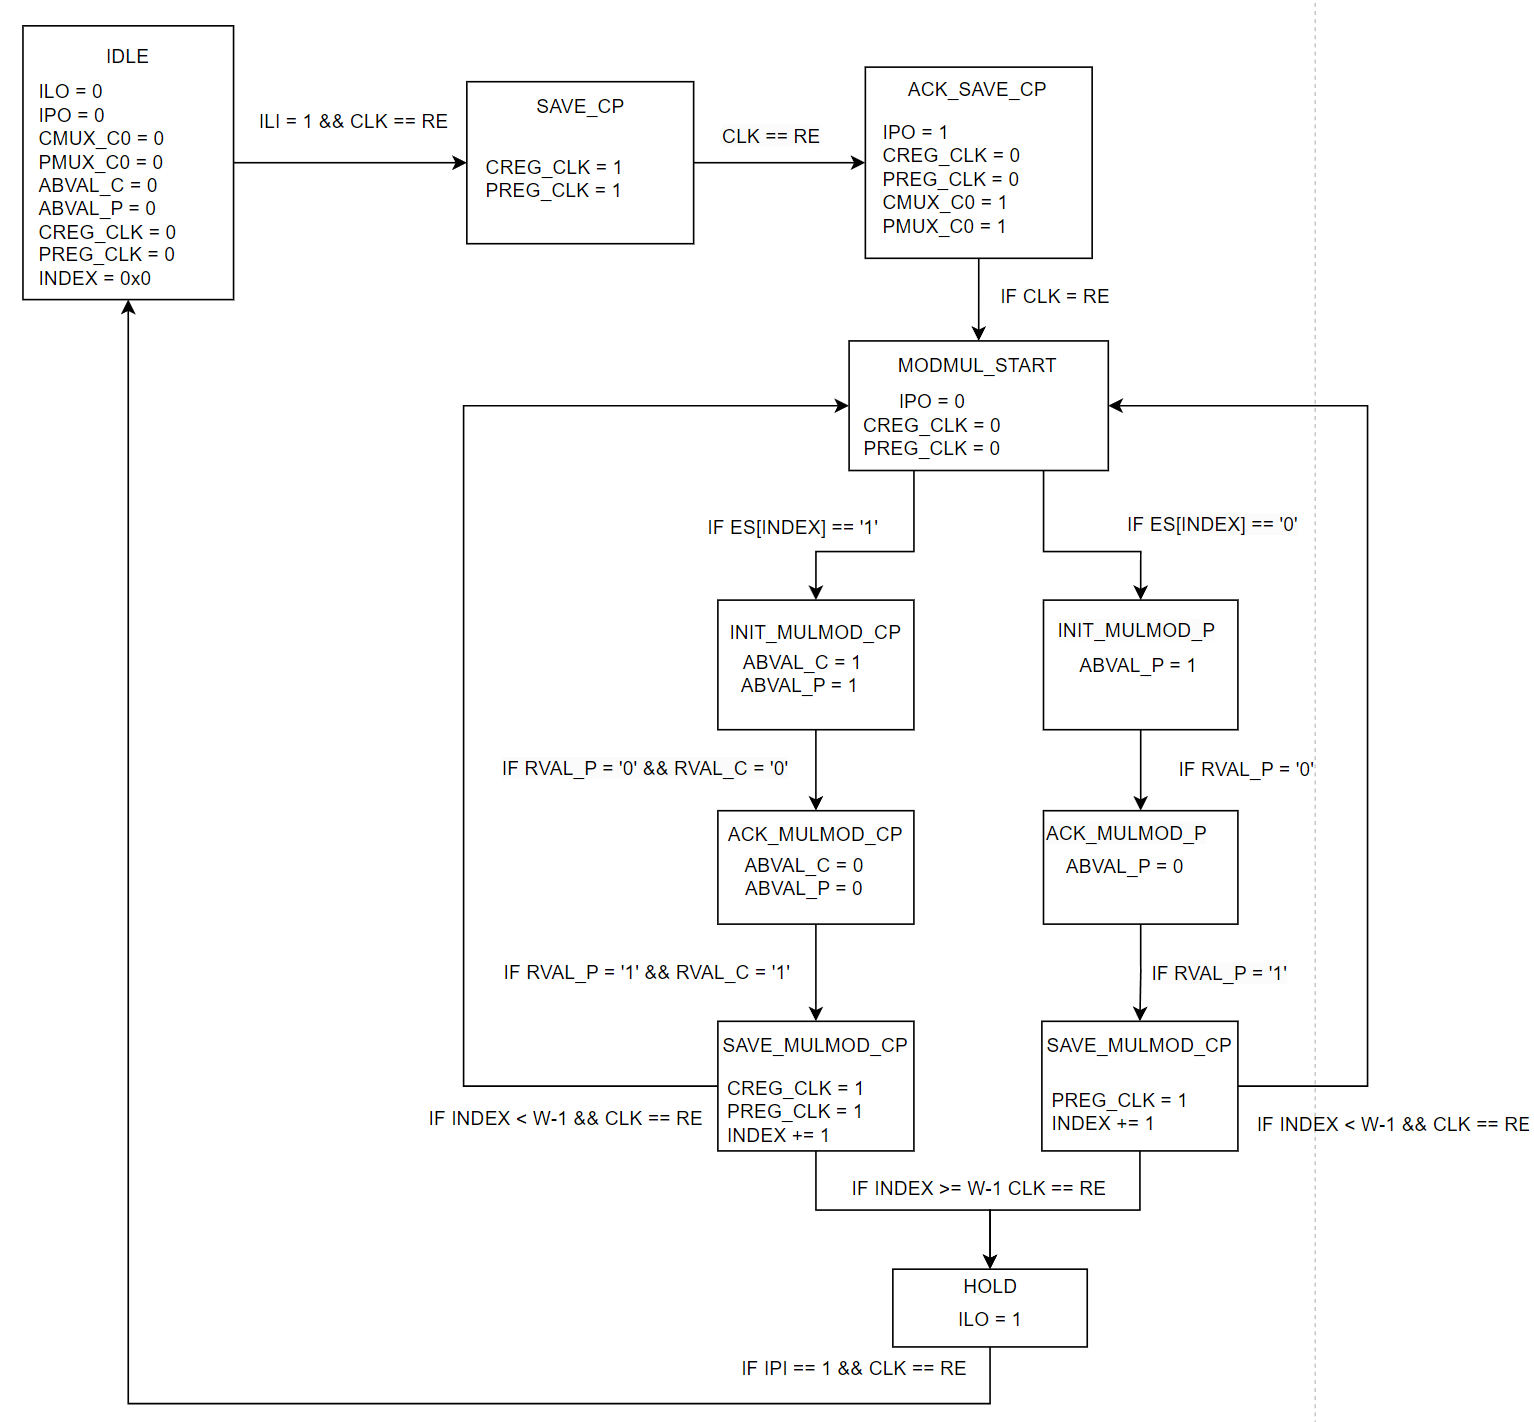 IDLE
ILO = 0
IPO = 0
CMUX_C0 = 0
PMUX_C0 = 0
ABVAL_C = 0
ABVAL_P = 0
CREG_CLK = 0
PREG_CLK = 0
INDEX = 0x0
ILI = 1 && CLK == RE
SAVE_CP
CREG_CLK = 1
PREG_CLK = 1
CLK == RE
ACK_SAVE_CP
IPO = 1
CREG_CLK = 0
PREG_CLK = 0
CMUX_C0 = 1
PMUX_C0 = 1
IF CLK = RE
MODMUL_START
IPO = 0
CREG_CLK = 0
PREG_CLK = 0
IF ES[INDEX] == '1'
IF ES[INDEX] == '0'
INIT_MULMOD_CP
ABVAL_C = 1
ABVAL_P = 1
INIT_MULMOD_P
ABVAL_P = 1
IF RVAL_P = '0' && RVAL_C = '0'
IF RVAL_P = '0'
ACK_MULMOD_CP
ABVAL_C = 0
ABVAL_P = 0
ACK_MULMOD_P
ABVAL_P = 0
IF RVAL_P = '1' && RVAL_C = '1'
IF RVAL_P = '1'
SAVE_MULMOD_CP
CREG_CLK = 1
PREG_CLK = 1
INDEX += 1
SAVE_MULMOD_CP
PREG_CLK = 1
INDEX += 1
IF INDEX < W-1 && CLK == RE
IF INDEX < W-1 && CLK == RE
IF INDEX >= W-1 CLK == RE
HOLD
ILO = 1
IF IPI == 1 && CLK == RE